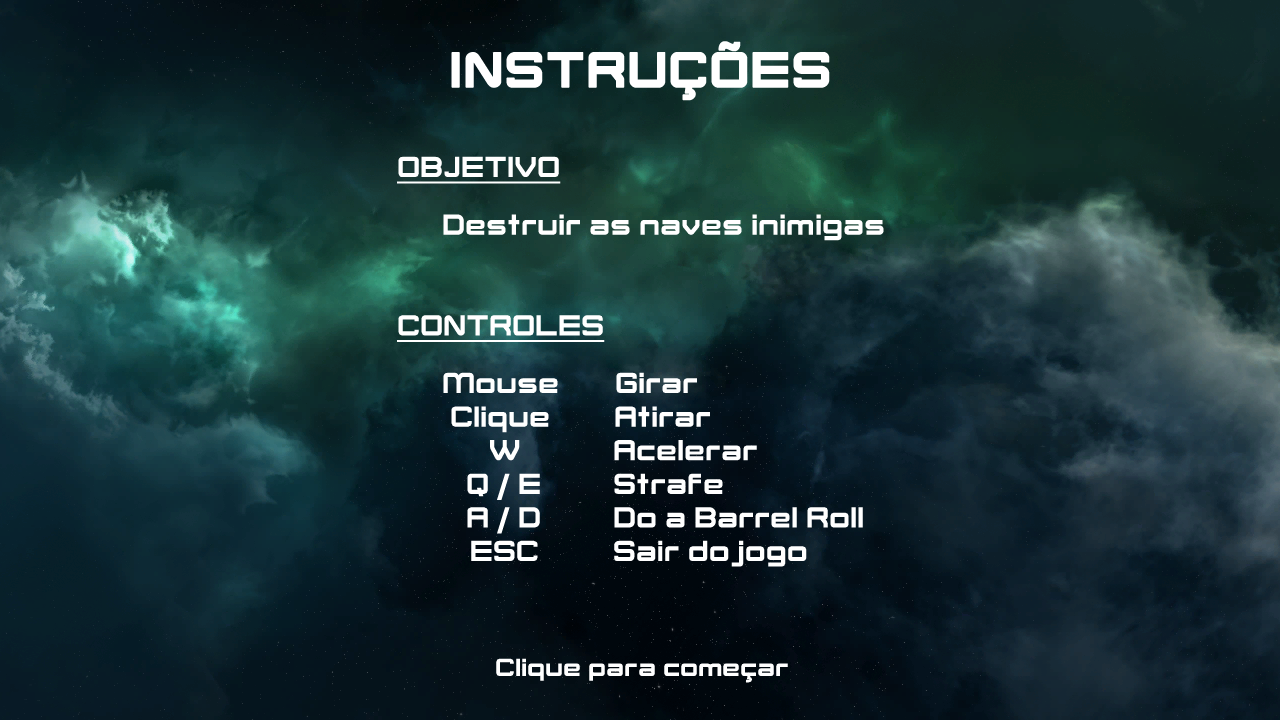 INSTRUÇÕES
OBJETIVO
Destruir as naves inimigas
CONTROLES
Mouse Girar
Clique Atirar
W Acelerar
Q / E Strafe
A / D Do a Barrel Roll
ESC Sair do jogo
Clique para começar